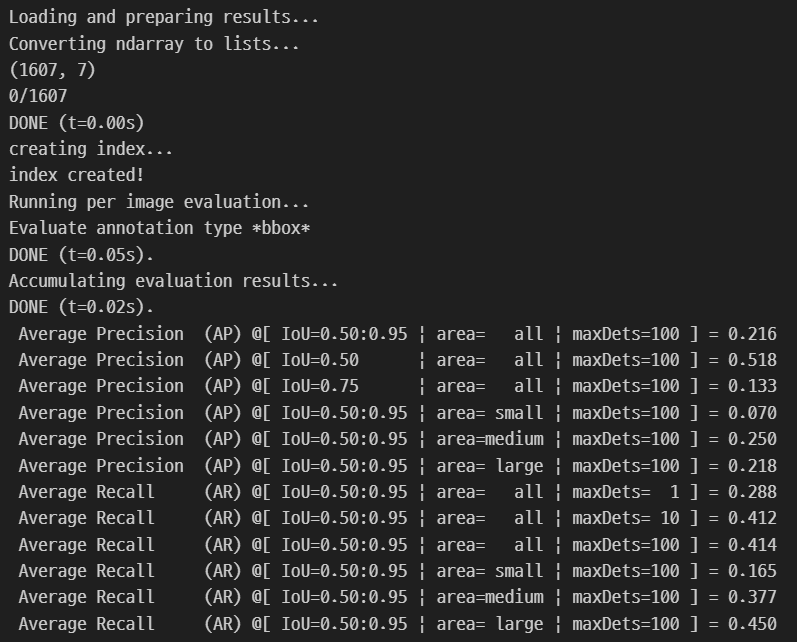 Loading and preparing results...
Converting ndarray to lists...
(1607, 7)
0/1607
DONE (t=0.00s)
creating index...
index created!
Running per image evaluation...
Evaluate annotation type *bbox*
DONE (t=0.05s).
Accumulating evaluation results...
DONE (t=0.02s).
 Average Precision  (AP) @[ IoU=0.50:0.95 | area=   all | maxDets=100 ] = 0.216
 Average Precision  (AP) @[ IoU=0.50      | area=   all | maxDets=100 ] = 0.518
 Average Precision  (AP) @[ IoU=0.75      | area=   all | maxDets=100 ] = 0.133
 Average Precision  (AP) @[ IoU=0.50:0.95 | area= small | maxDets=100 ] = 0.070
 Average Precision  (AP) @[ IoU=0.50:0.95 | area=medium | maxDets=100 ] = 0.250
 Average Precision  (AP) @[ IoU=0.50:0.95 | area= large | maxDets=100 ] = 0.218
 Average Recall     (AR) @[ IoU=0.50:0.95 | area=   all | maxDets=  1 ] = 0.288
 Average Recall     (AR) @[ IoU=0.50:0.95 | area=   all | maxDets= 10 ] = 0.412
 Average Recall     (AR) @[ IoU=0.50:0.95 | area=   all | maxDets=100 ] = 0.414
 Average Recall     (AR) @[ IoU=0.50:0.95 | area= small | maxDets=100 ] = 0.165
 Average Recall     (AR) @[ IoU=0.50:0.95 | area=medium | maxDets=100 ] = 0.377
 Average Recall     (AR) @[ IoU=0.50:0.95 | area= large | maxDets=100 ] = 0.450